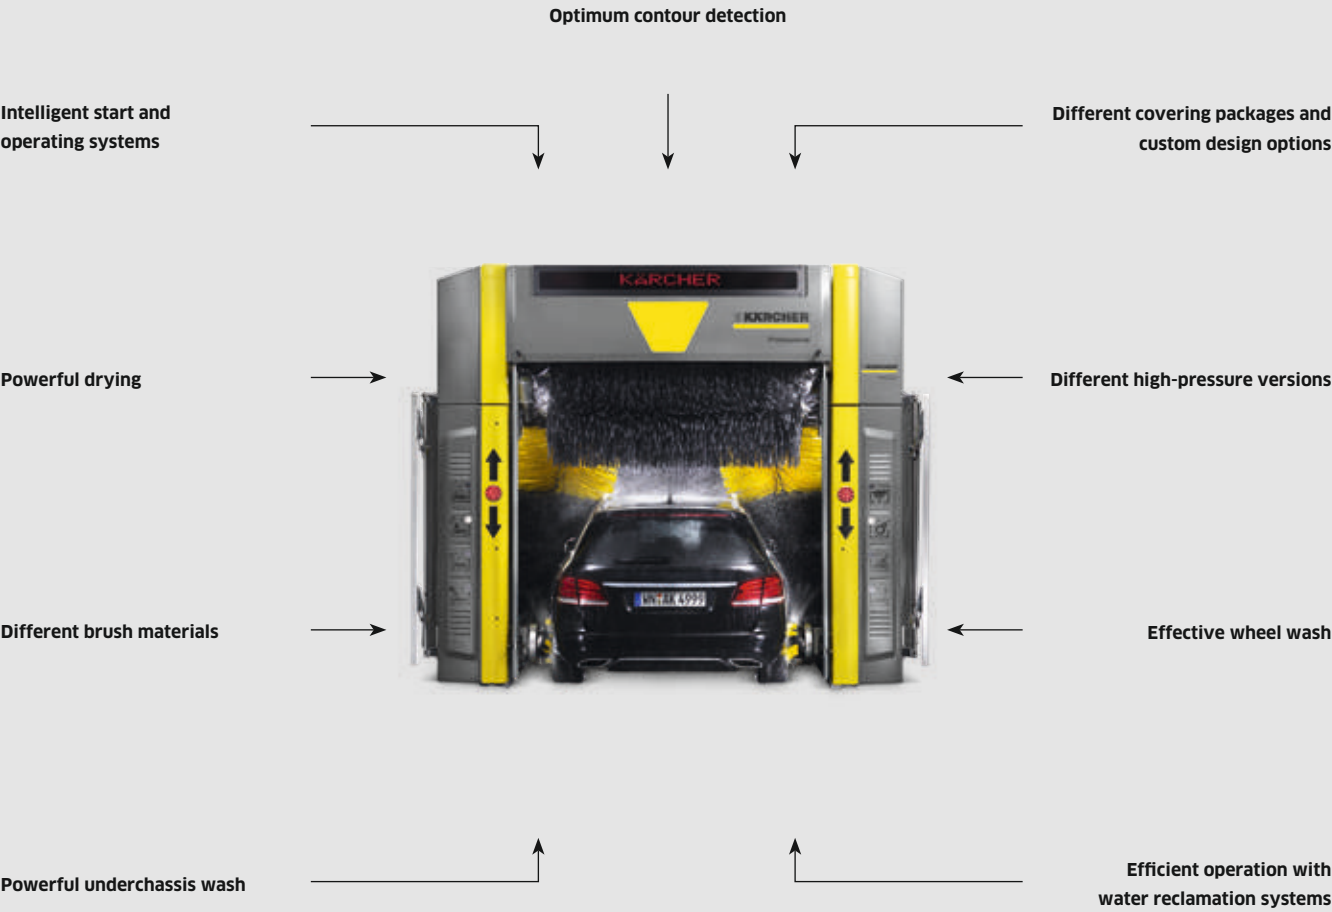 Optimum contour detection
Intelligent start and
operating systems
Different covering packages and
custom design options
KÄRCHER
KÄRCHER
Powerful drying
Different high-pressure versions
Different brush materials
WN AK 4999
Effective wheel wash
Powerful underchassis wash
Efficient operation with
water reclamation systems